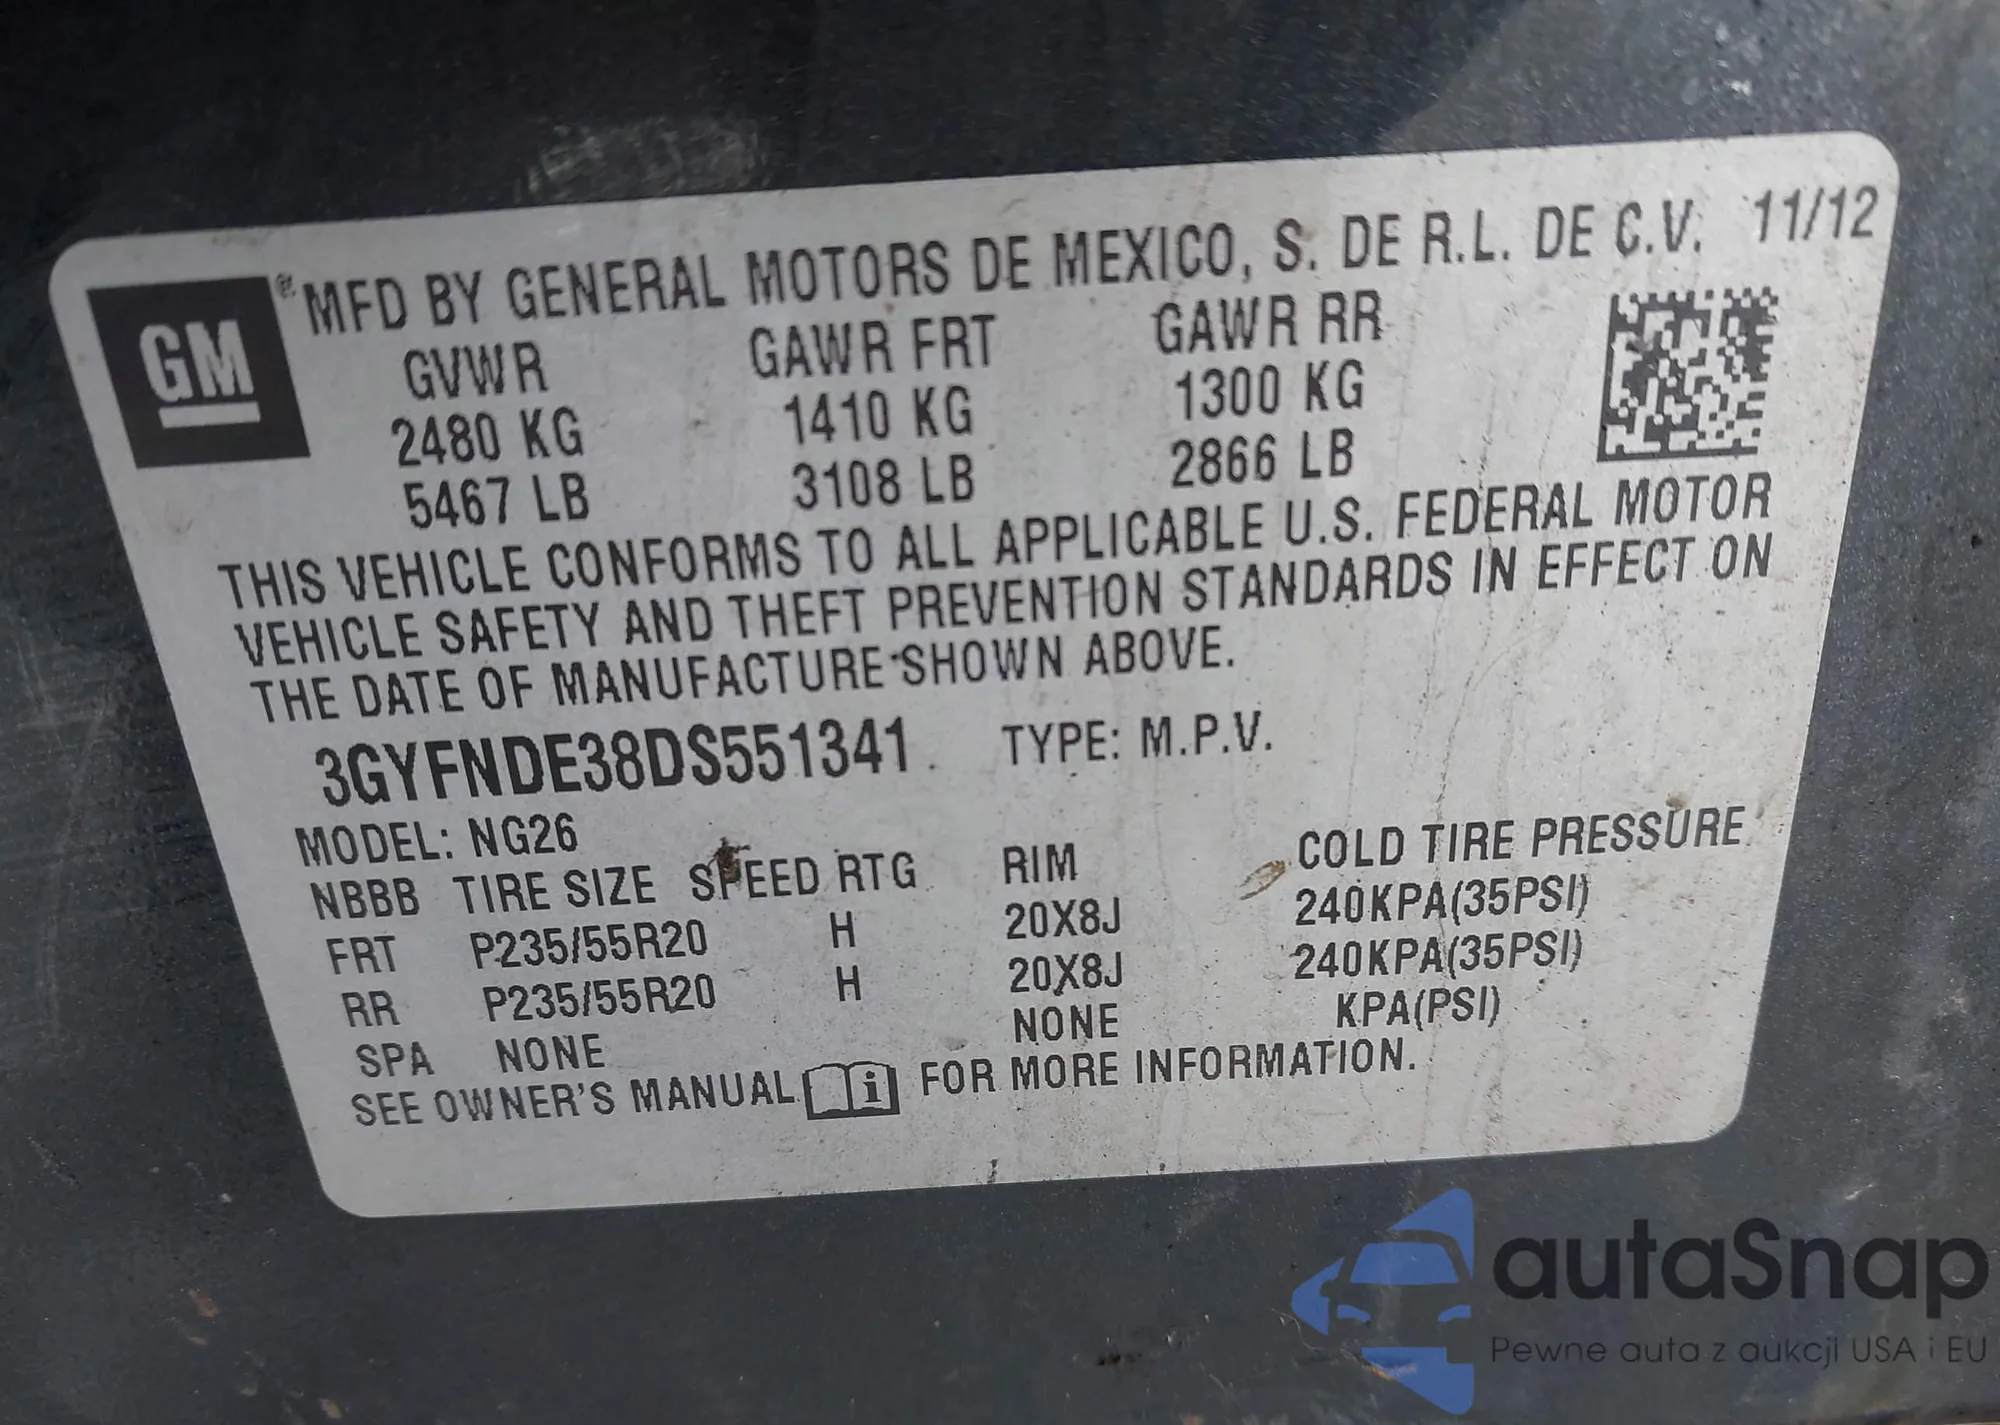 GM
® MFD BY GENERAL MOTORS DE MEXICO, S. DE R.L. DE C.V. 11/12
GVWR GAWR FRT GAWR RR
2480 KG 1410 KG 1300 KG
5467 LB 3108 LB 2866 LB
THIS VEHICLE CONFORMS TO ALL APPLICABLE U.S. FEDERAL MOTOR
VEHICLE SAFETY AND THEFT PREVENTION STANDARDS IN EFFECT ON
THE DATE OF MANUFACTURE SHOWN ABOVE.
3GYFNDE38DS551341 TYPE: M.P.V.
MODEL: NG26
NBBB TIRE SIZE SPEED RTG RIM COLD TIRE PRESSURE
FRT P235/55R20 H 20X8J 240KPA(35PSI)
RR P235/55R20 H 20X8J 240KPA(35PSI)
SPA NONE NONE KPA(PSI)
SEE OWNER'S MANUAL i FOR MORE INFORMATION.
autaSnap
Pewne auta z aukcji USA i EU